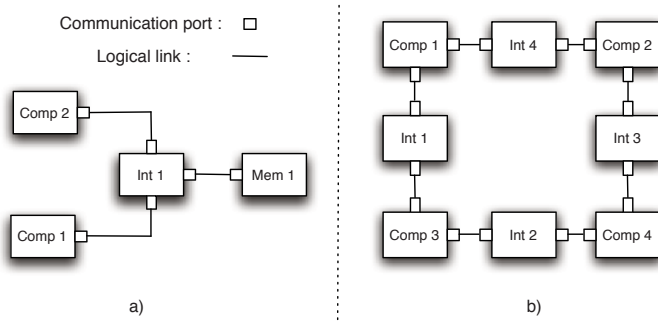 Communication port :
Logical link :
Comp 2
Int 1
Mem 1
Comp 1
a)
Comp 1
Int 4
Comp 2
Int 1
Int 3
Comp 3
Int 2
Comp 4
b)